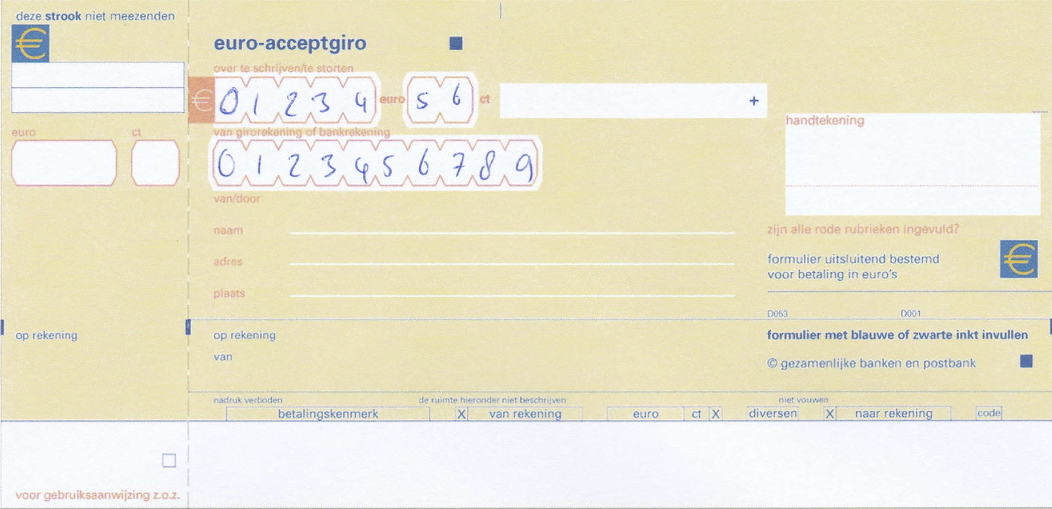 deze strook niet meezenden
€
euro-acceptgiro
over te schrijven/te storten
€ 01234 euro 56 ct +
euro ct
van girorekening of bankrekening
0123456789
handtekening
van/door
naam
adres
plaats
zijn alle rode rubrieken ingevuld?
formulier uitsluitend bestemd
voor betaling in euro's
€
D053 D001
op rekening
op rekening
van
formulier met blauwe of zwarte inkt invullen
© gezamenlijke banken en postbank
nadruk verboden de ruimte hieronder niet beschrijven niet vouwen
betalingskenmerk X van rekening euro ct X diversen X naar rekening code
voor gebruiksaanwijzing z.o.z.